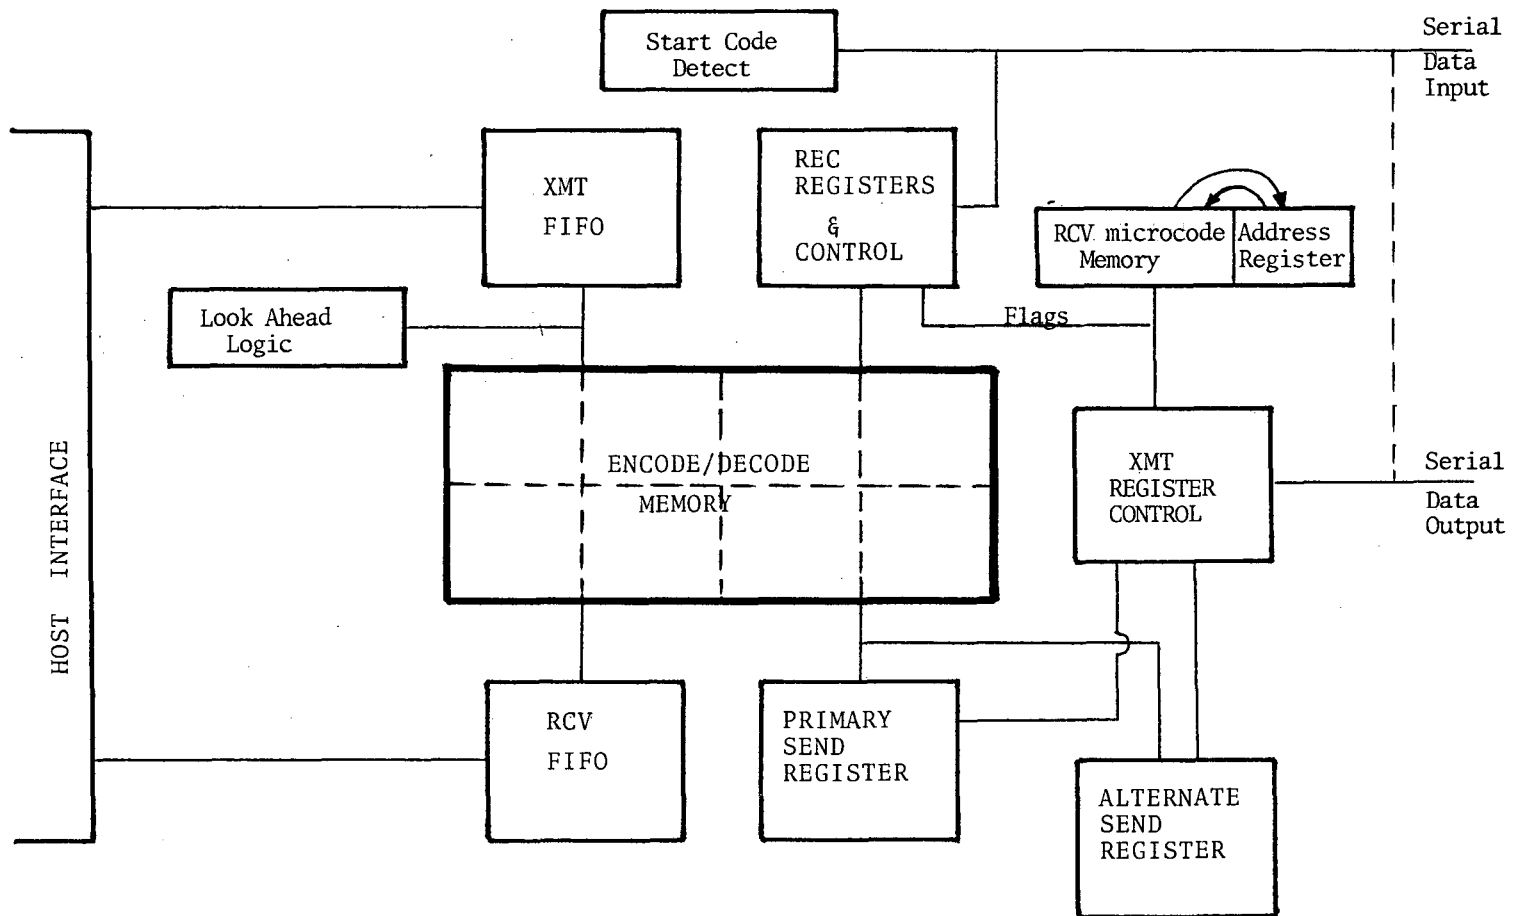 Start Code
Detect
Serial
Data
Input
XMT
FIFO
REC
REGISTERS
&
CONTROL
RCV microcode
Memory
Address
Register
Look Ahead
Logic
Flags
HOST INTERFACE
ENCODE/DECODE
MEMORY
XMT
REGISTER
CONTROL
Serial
Data
Output
RCV
FIFO
PRIMARY
SEND
REGISTER
ALTERNATE
SEND
REGISTER